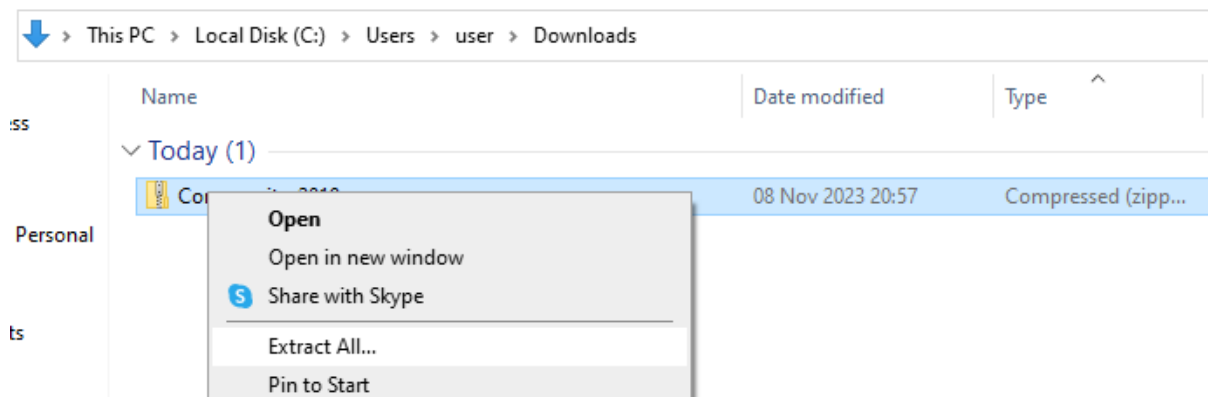 This PC > Local Disk (C:) > Users > user > Downloads
Name Date modified Type
ss
Today (1)
08 Nov 2023 20:57 Compressed (zipp...
Open
Personal
Open in new window
S Share with Skype
ts
Extract All...
Pin to Start